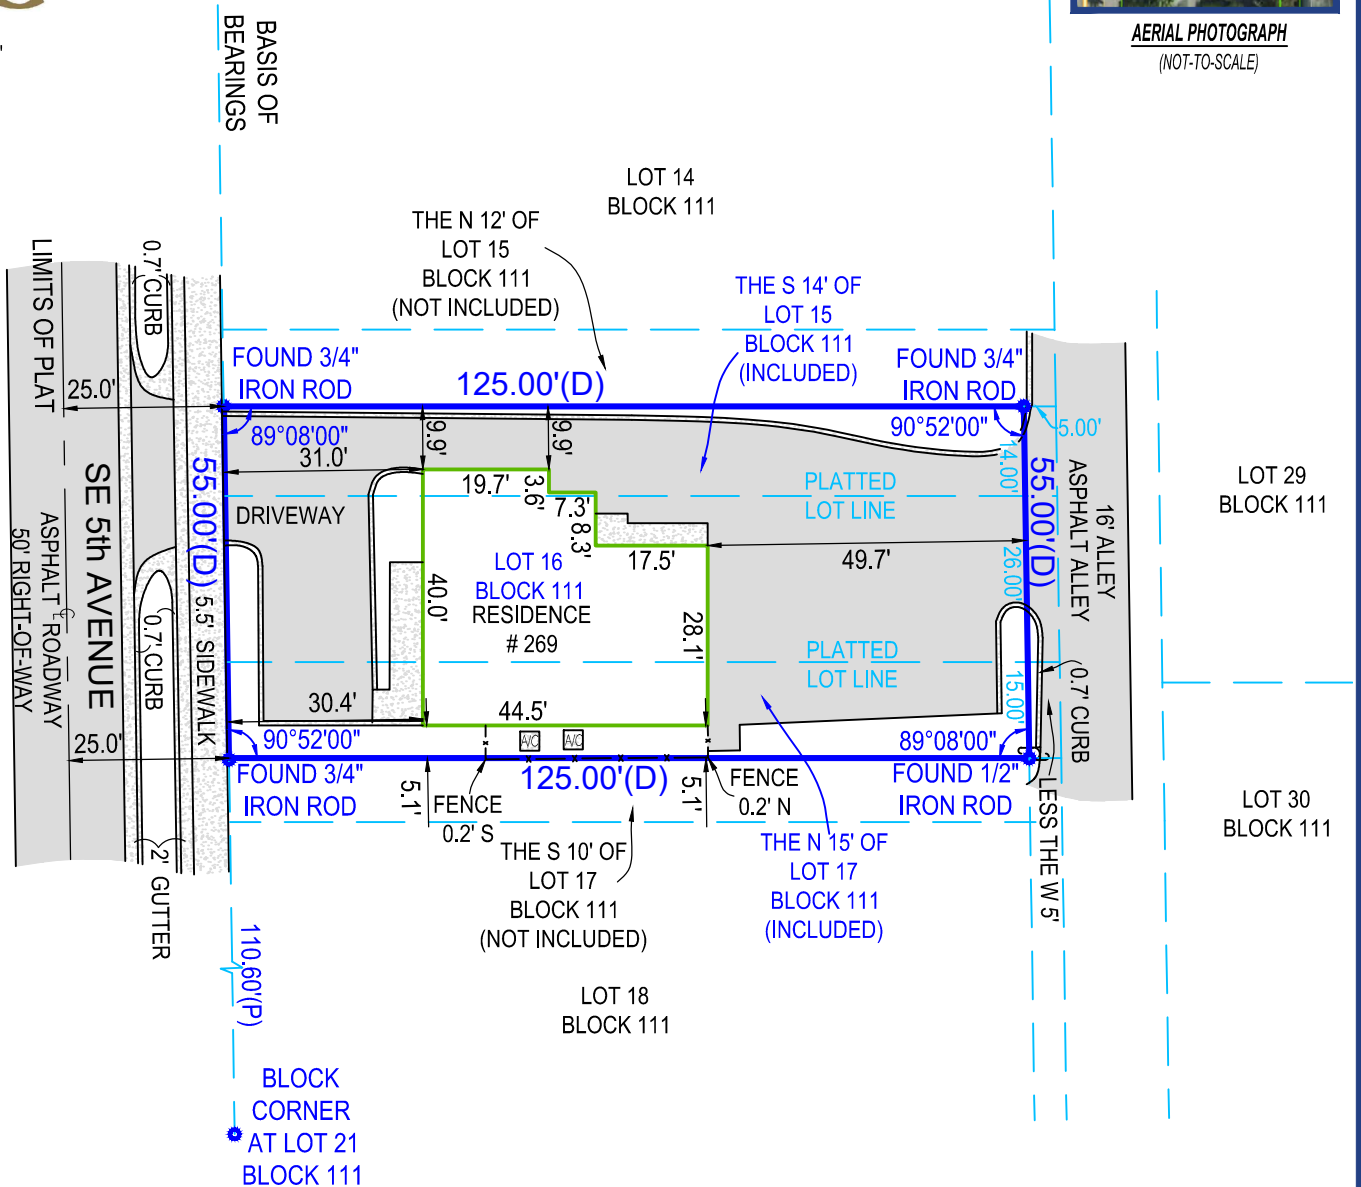 AERIAL PHOTOGRAPH
(NOT-TO-SCALE)
BASIS OF
BEARINGS
LOT 14
BLOCK 111
THE N 12' OF
LOT 15
BLOCK 111
(NOT INCLUDED)
THE S 14' OF
LOT 15
BLOCK 111
(INCLUDED)
LIMITS OF PLAT
0.7' CURB
25.0'
FOUND 3/4"
IRON ROD
125.00'(D)
FOUND 3/4"
IRON ROD
89°08'00"
90°52'00"
5.00'
31.0'
9.9'
9.9'
14.00'
55.00'(D)
55.00'(D)
19.7'
3.6'
7.3'
8.3'
17.5'
49.7'
PLATTED
LOT LINE
DRIVEWAY
LOT 16
BLOCK 111
RESIDENCE
# 269
40.0'
28.1'
26.00'
16' ALLEY
ASPHALT ALLEY
LOT 29
BLOCK 111
SE 5th AVENUE
ASPHALT ROADWAY
50' RIGHT-OF-WAY
0.7' CURB
5.5' SIDEWALK
PLATTED
LOT LINE
15.00'
0.7' CURB
30.4'
44.5'
25.0'
90°52'00"
89°08'00"
A/C
A/C
FOUND 3/4"
IRON ROD
125.00'(D)
FOUND 1/2"
IRON ROD
5.1'
5.1'
FENCE
0.2' S
FENCE
0.2' N
LESS THE W 5'
LOT 30
BLOCK 111
2' GUTTER
THE S 10' OF
LOT 17
BLOCK 111
(NOT INCLUDED)
THE N 15' OF
LOT 17
BLOCK 111
(INCLUDED)
110.60'(P)
LOT 18
BLOCK 111
BLOCK
CORNER
AT LOT 21
BLOCK 111